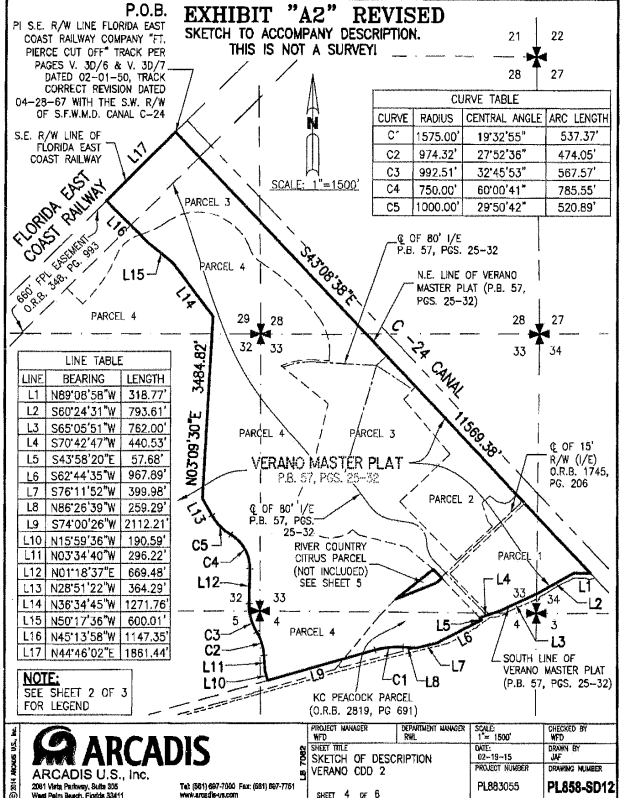 P.O.B.
PI S.E. R/W LINE FLORIDA EAST
COAST RAILWAY COMPANY "FT.
PIERCE CUT OFF" TRACK PER
PAGES V. 3D/6 & V. 3D/7
DATED 02-01-50, TRACK
CORRECT REVISION DATED
04-28-67 WITH THE S.W. R/W
OF S.F.W.M.D. CANAL C-24
EXHIBIT "A2" REVISED
SKETCH TO ACCOMPANY DESCRIPTION.
THIS IS NOT A SURVEY!
21 22
28 27
CURVE TABLE
CURVE RADIUS CENTRAL ANGLE ARC LENGTH
C1 1575.00' 19°32'55" 537.37'
C2 974.32' 27°52'36" 474.05'
C3 992.51' 32°45'53" 567.57'
C4 750.00' 60°00'41" 785.55'
C5 1000.00' 29°50'42" 520.89'
S.E. R/W LINE OF
FLORIDA EAST
COAST RAILWAY
L17
N
SCALE: 1"=1500'
FLORIDA EAST
COAST RAILWAY
L16
PARCEL 3
660' FPL EASEMENT
O.R.B. 348, PG. 993
L15
PARCEL 4
L14
PARCEL 4
S43°08'38"E
℄ OF 80' I/E
P.B. 57, PGS. 25-32
N.E. LINE OF VERANO
MASTER PLAT (P.B. 57,
PGS. 25-32)
C -24 CANAL
29 28
32 33
28 27
33 34
LINE TABLE
LINE BEARING LENGTH
L1 N89°08'58"W 318.77'
L2 S60°24'31"W 793.61'
L3 S65°05'51"W 762.00'
L4 S70°42'47"W 440.53'
L5 S43°58'20"E 57.68'
L6 S62°44'35"W 967.89'
L7 S76°11'52"W 399.98'
L8 N86°26'39"W 259.29'
L9 S74°00'26"W 2112.21'
L10 N15°59'36"W 190.59'
L11 N03°34'40"W 296.22'
L12 N01°18'37"E 669.48'
L13 N28°51'22"W 364.29'
L14 N36°34'45"W 1271.76'
L15 N50°17'36"W 600.01'
L16 N45°13'58"W 1147.35'
L17 N44°46'02"E 1861.44'
N03°09'30"E 3484.82'
11569.38'
PARCEL 4
PARCEL 3
VERANO MASTER PLAT
P.B. 57, PGS. 25-32
℄ OF 15'
R/W (I/E)
O.R.B. 1745,
PG. 206
PARCEL 2
L13
℄ OF 80' I/E
P.B. 57, PGS.
25-32
C5
C4
RIVER COUNTRY
CITRUS PARCEL
(NOT INCLUDED)
SEE SHEET 5
PARCEL 1
L12
L4
L1
L2
32 33
5 4
33 34
4 3
C3
C2
PARCEL 4
L5
L6
L3
L11
L7
L10
L9
C1
L8
SOUTH LINE OF
VERANO MASTER PLAT
(P.B. 57, PGS. 25-32)
NOTE:
SEE SHEET 2 OF 3
FOR LEGEND
KC PEACOCK PARCEL
(O.R.B. 2819, PG 691)
© 2014 ARCADIS U.S., Inc.
ARCADIS
ARCADIS U.S., Inc.
2081 Vista Parkway, Suite 305
West Palm Beach, Florida 33411
Tel: (561) 697-7000 Fax: (561) 697-7751
www.arcadis-us.com
LB 7062
PROJECT MANAGER
WFD
DEPARTMENT MANAGER
RWL
SCALE:
1"= 1500'
CHECKED BY
WFD
SHEET TITLE
SKETCH OF DESCRIPTION
VERANO CDD 2
DATE:
02-19-15
DRAWN BY
JAF
PROJECT NUMBER
PL883055
DRAWING NUMBER
PL858-SD12
SHEET 4 OF 6